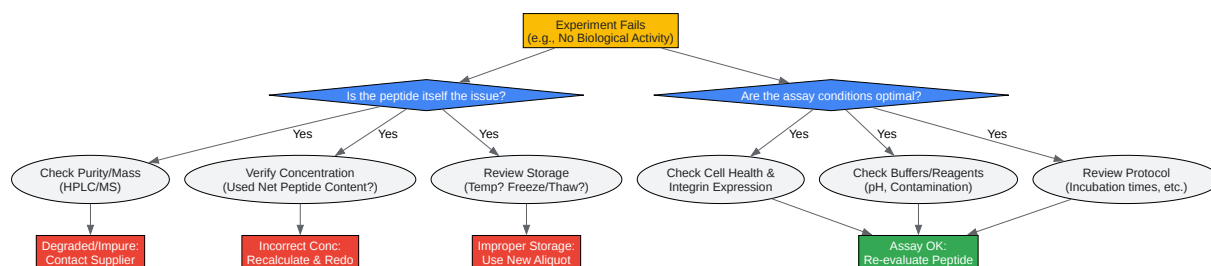 Experiment Fails
(e.g., No Biological Activity)
Is the peptide itself the issue?
Are the assay conditions optimal?
Yes
Yes
Yes
Yes
Yes
Yes
Check Purity/Mass
(HPLC/MS)
Verify Concentration
(Used Net Peptide Content?)
Review Storage
(Temp? Freeze/Thaw?)
Check Cell Health &
Integrin Expression
Check Buffers/Reagents
(pH, Contamination)
Review Protocol
(Incubation times, etc.)
Degraded/Impure:
Contact Supplier
Incorrect Conc:
Recalculate & Redo
Improper Storage:
Use New Aliquot
Assay OK:
Re-evaluate Peptide